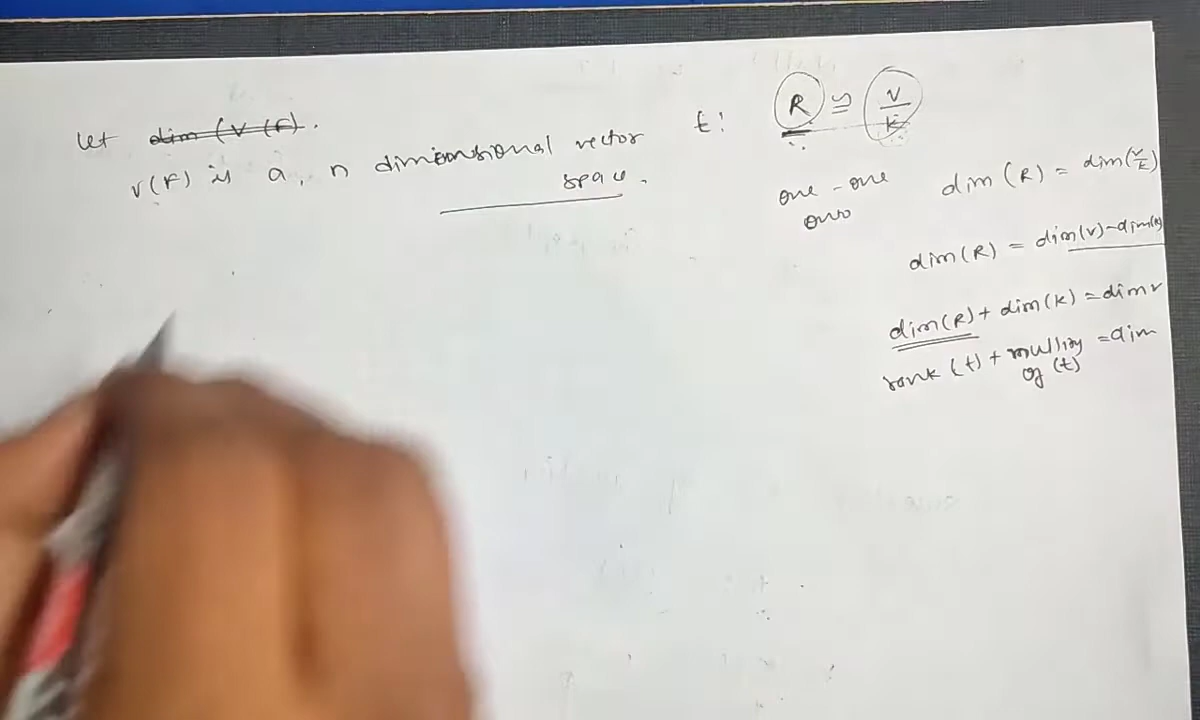 let dim (V (F).
V(F) is a, n dimensional vector
space.
t: R ≅ V/K
one - one
onto
dim (R) = dim(V/K)
dim(R) = dim(V)-dim(K)
dim(R) + dim(K) = dim V
rank (t) + nullity = dim
of (t)